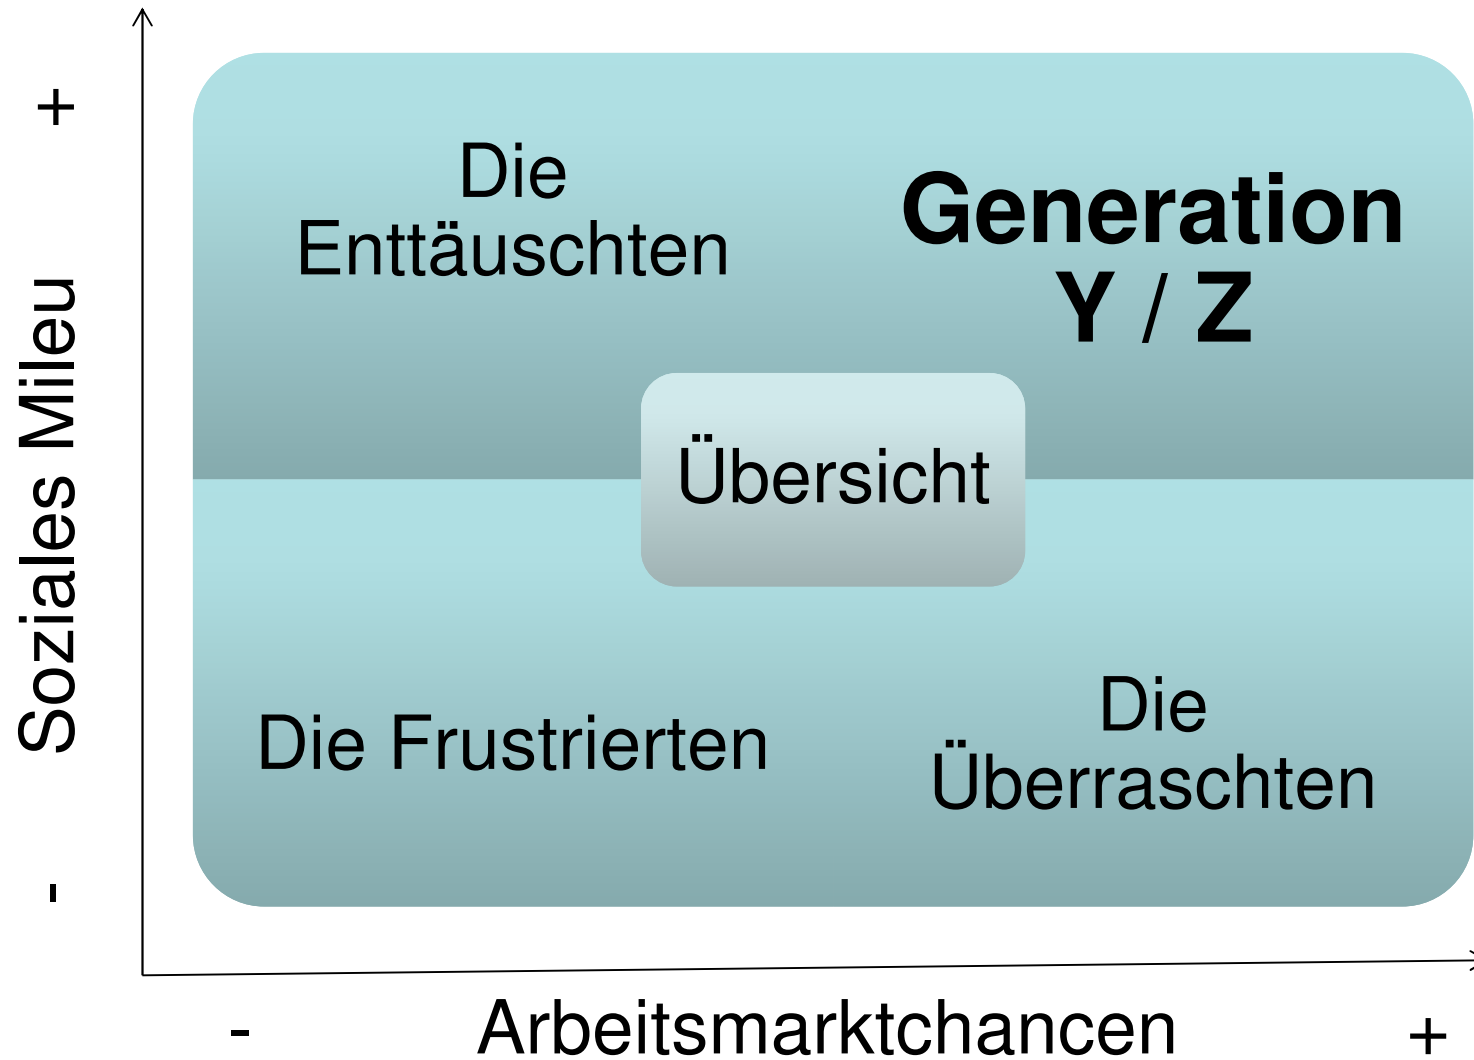 +
Soziales Mileu
-
Die
Enttäuschten
Generation
Y / Z
Übersicht
Die Frustrierten
Die
Überraschten
-
Arbeitsmarktchancen
+